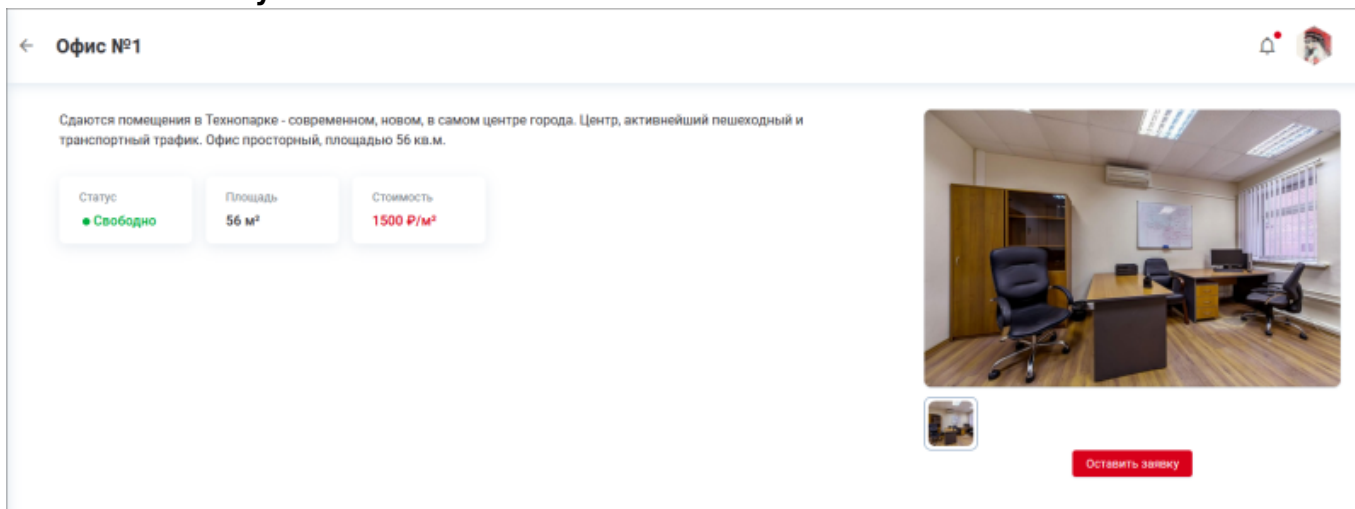 Офис №1
Сдаются помещения в Технопарке - современном, новом, в самом центре города. Центр, активнейший пешеходный и
транспортный трафик. Офис просторный, площадью 56 кв.м.
Статус
Свободно
Площадь
56 м²
Стоимость
1500 ₽/м²
Оставить заявку